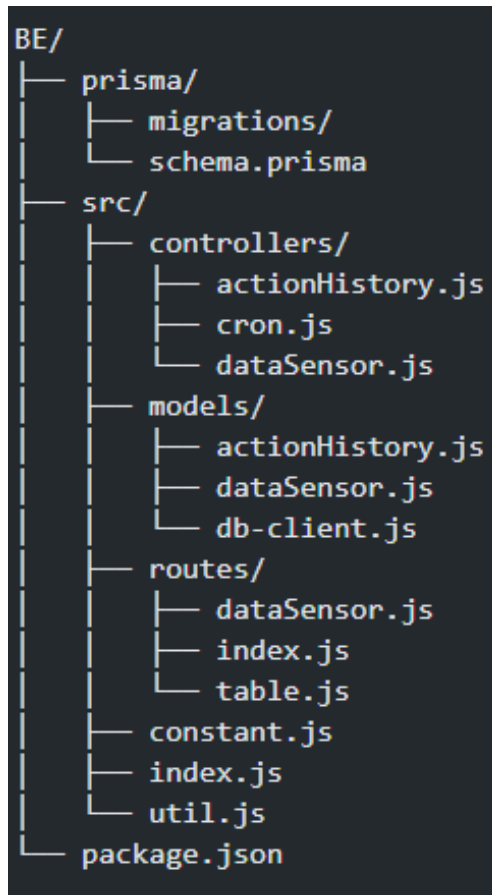 BE/
├── prisma/
│   ├── migrations/
│   └── schema.prisma
├── src/
│   ├── controllers/
│   │   ├── actionHistory.js
│   │   ├── cron.js
│   │   └── dataSensor.js
│   ├── models/
│   │   ├── actionHistory.js
│   │   ├── dataSensor.js
│   │   └── db-client.js
│   ├── routes/
│   │   ├── dataSensor.js
│   │   ├── index.js
│   │   └── table.js
│   ├── constant.js
│   ├── index.js
│   └── util.js
└── package.json